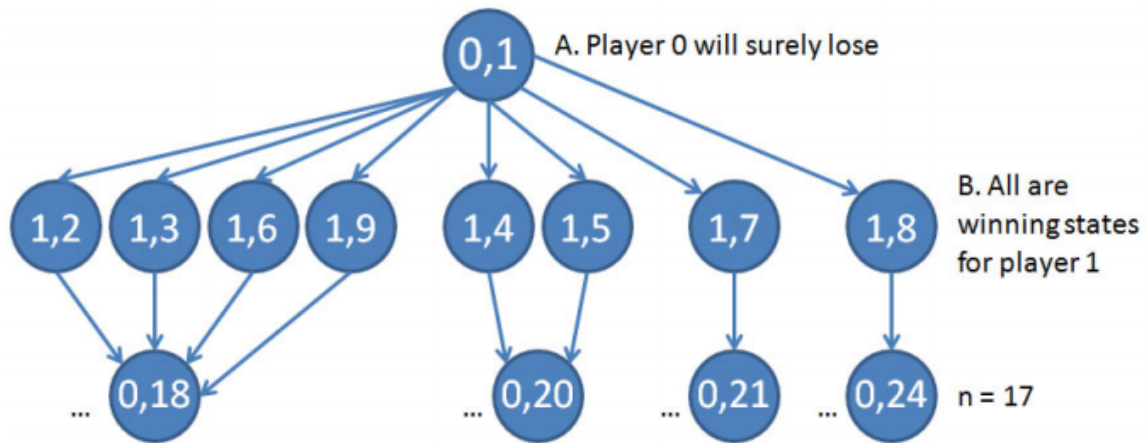 0,1
A. Player 0 will surely lose
1,2 1,3 1,6 1,9 1,4 1,5 1,7 1,8
B. All are
winning states
for player 1
... 0,18 ... 0,20 ... 0,21 ... 0,24
n = 17